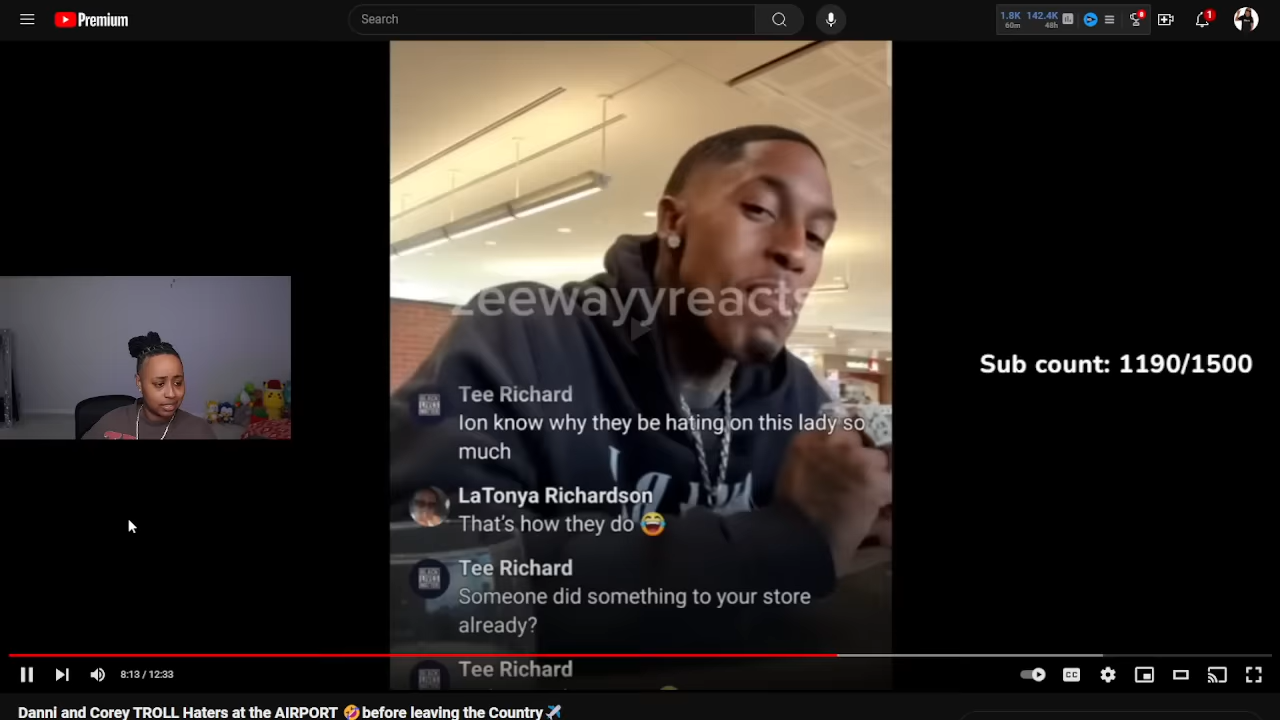 Premium
Search
1.8K 142.4K
60m 48h
8
1
zeewayyreacts
Sub count: 1190/1500
Tee Richard
Ion know why they be hating on this lady so
much
LaTonya Richardson
That's how they do 😂
Tee Richard
Someone did something to your store
already?
Tee Richard
8:13 / 12:33
CC
Danni and Corey TROLL Haters at the AIRPORT 🤣before leaving the Country✈️